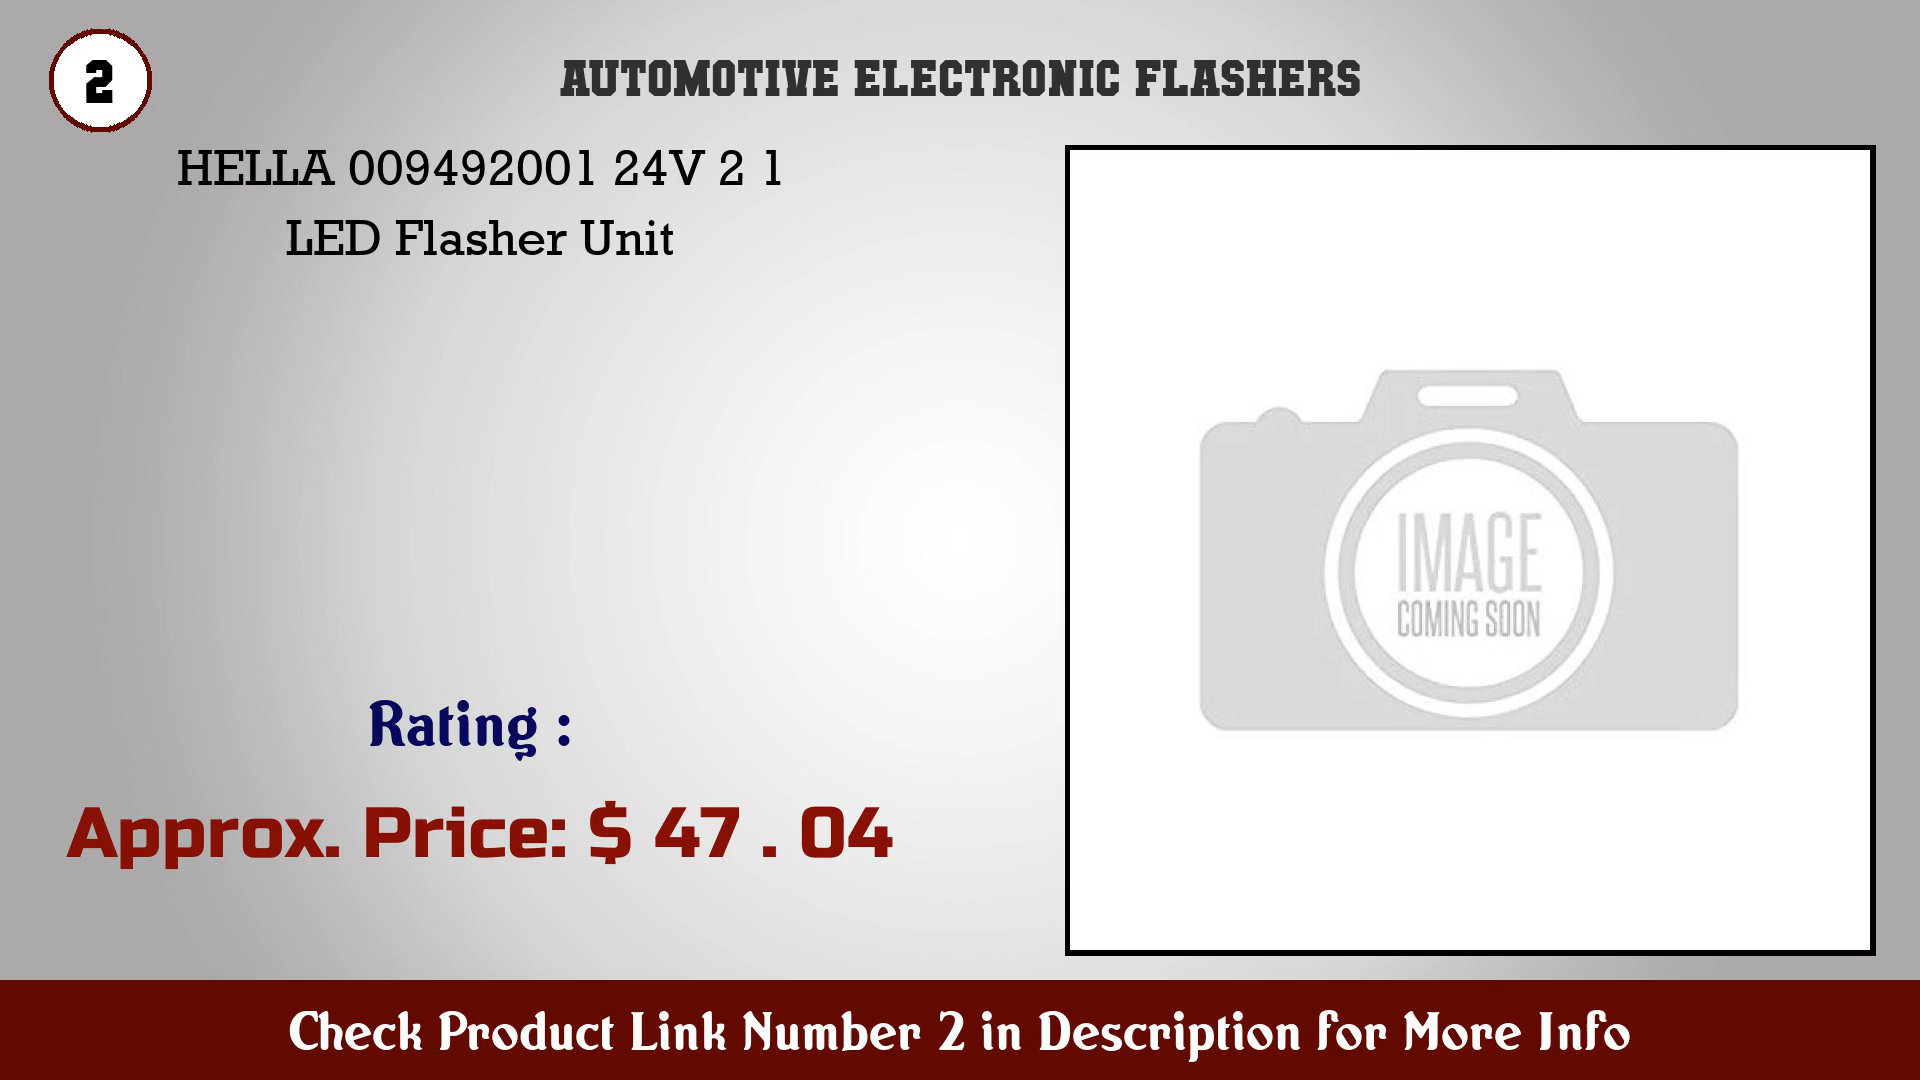 2
AUTOMOTIVE ELECTRONIC FLASHERS
HELLA 009492001 24V 2 1
LED Flasher Unit
IMAGE
COMING SOON
Rating :
Approx. Price: $ 47 . 04
Check Product Link Number 2 in Description for More Info